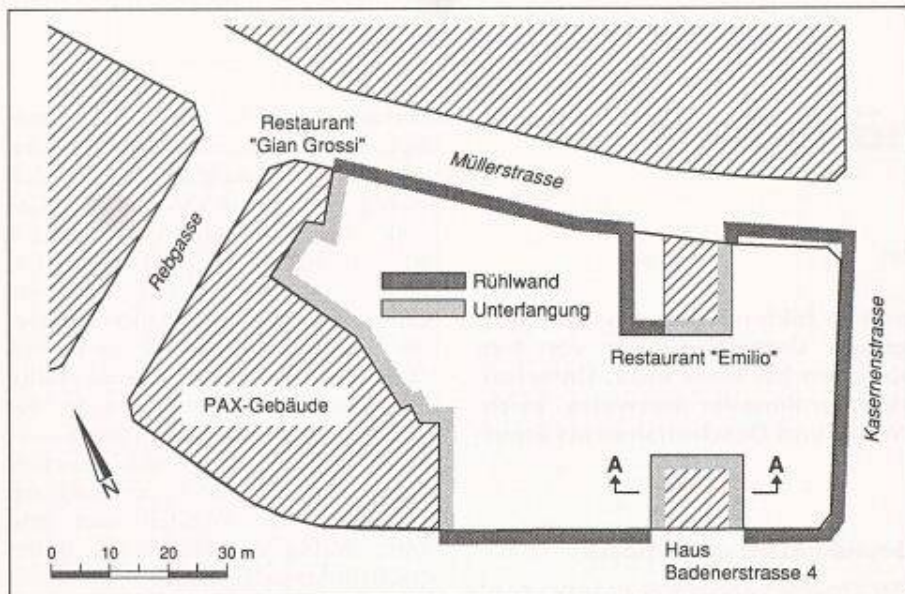 Restaurant
"Gian Grossi"
Müllerstrasse
Rebgasse
Rühlwand
Unterfangung
Restaurant "Emilio"
Kasernenstrasse
PAX-Gebäude
A
A
N
0 10 20 30 m
Haus
Badenerstrasse 4